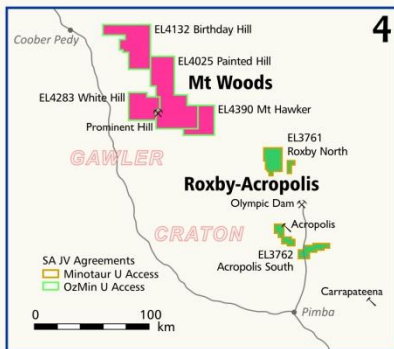 4
EL4132 Birthday Hill
Coober Pedy
EL4025 Painted Hill
Mt Woods
EL4283 White Hill
EL4390 Mt Hawker
Prominent Hill
EL3761
Roxby North
GAWLER
Roxby-Acropolis
Olympic Dam
Acropolis
CRATON
EL3762
Acropolis South
SA JV Agreements
Minotaur U Access
OzMin U Access
Carrapateena
0 100
km
Pimba